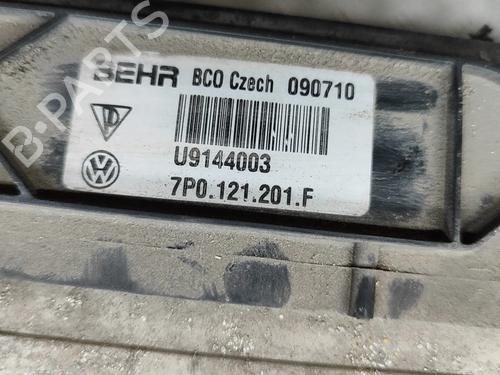 BEHR BCO Czech 090710
U9144003
7P0.121.201.F
B-PARTS